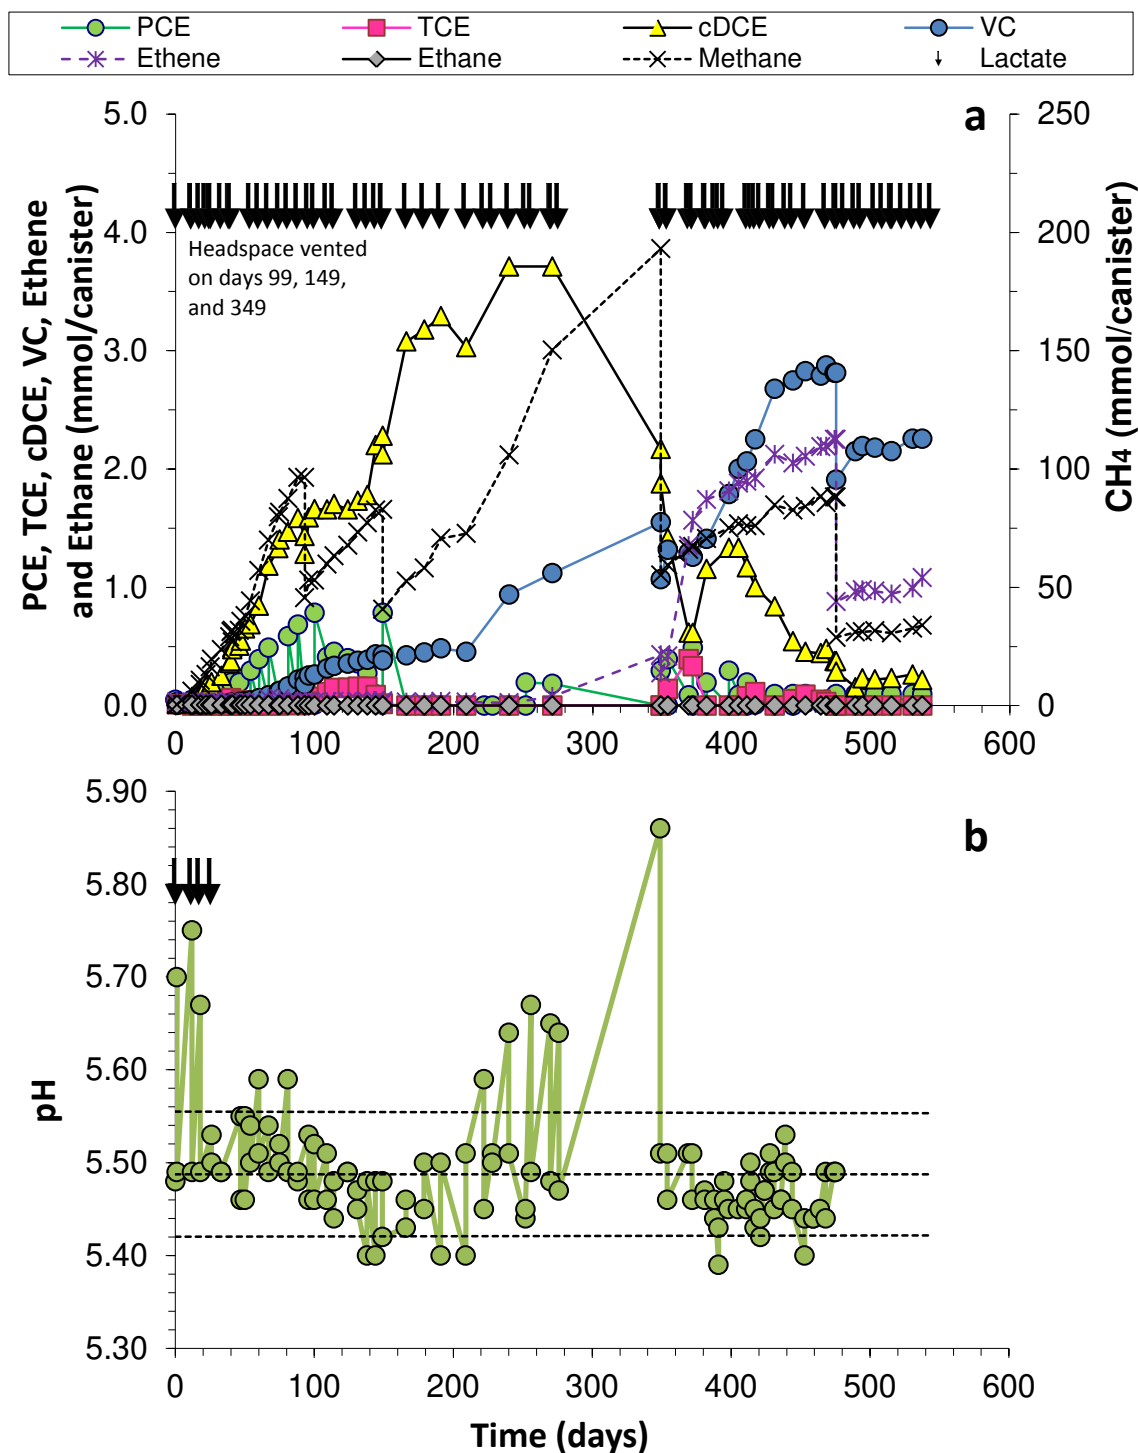 PCE TCE cDCE VC
Ethene Ethane Methane Lactate
a
5.0 250
4.0 200
3.0 150
2.0 100
1.0 50
0.0 0
PCE, TCE, cDCE, VC, Ethene
and Ethane (mmol/canister)
CH4 (mmol/canister)
Headspace vented
on days 99, 149,
and 349
0 100 200 300 400 500 600
b
5.90
5.80
5.70
5.60
5.50
5.40
5.30
pH
0 100 200 300 400 500 600
Time (days)